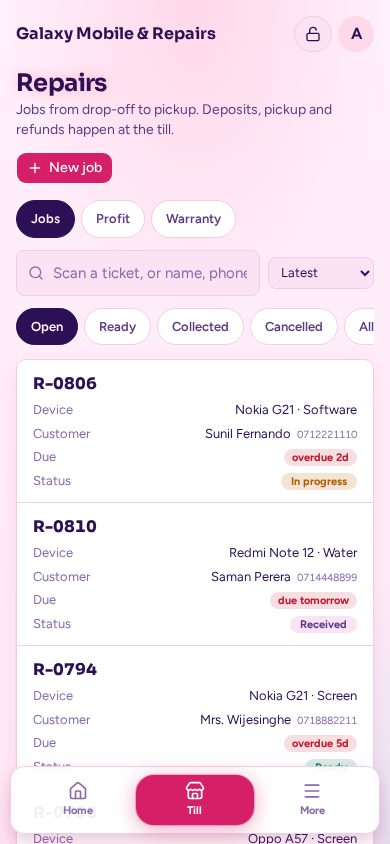 Galaxy Mobile & Repairs
A
Repairs
Jobs from drop-off to pickup. Deposits, pickup and
refunds happen at the till.
+ New job
Jobs
Profit
Warranty
Scan a ticket, or name, phone
Latest
Open
Ready
Collected
Cancelled
All
R-0806
Device
Nokia G21 · Software
Customer
Sunil Fernando 0712221110
Due
overdue 2d
Status
In progress
R-0810
Device
Redmi Note 12 · Water
Customer
Saman Perera 0714448899
Due
due tomorrow
Status
Received
R-0794
Device
Nokia G21 · Screen
Customer
Mrs. Wijesinghe 0718882211
Due
overdue 5d
Status
Ready
Home
Till
More
Device
Oppo A57 · Screen